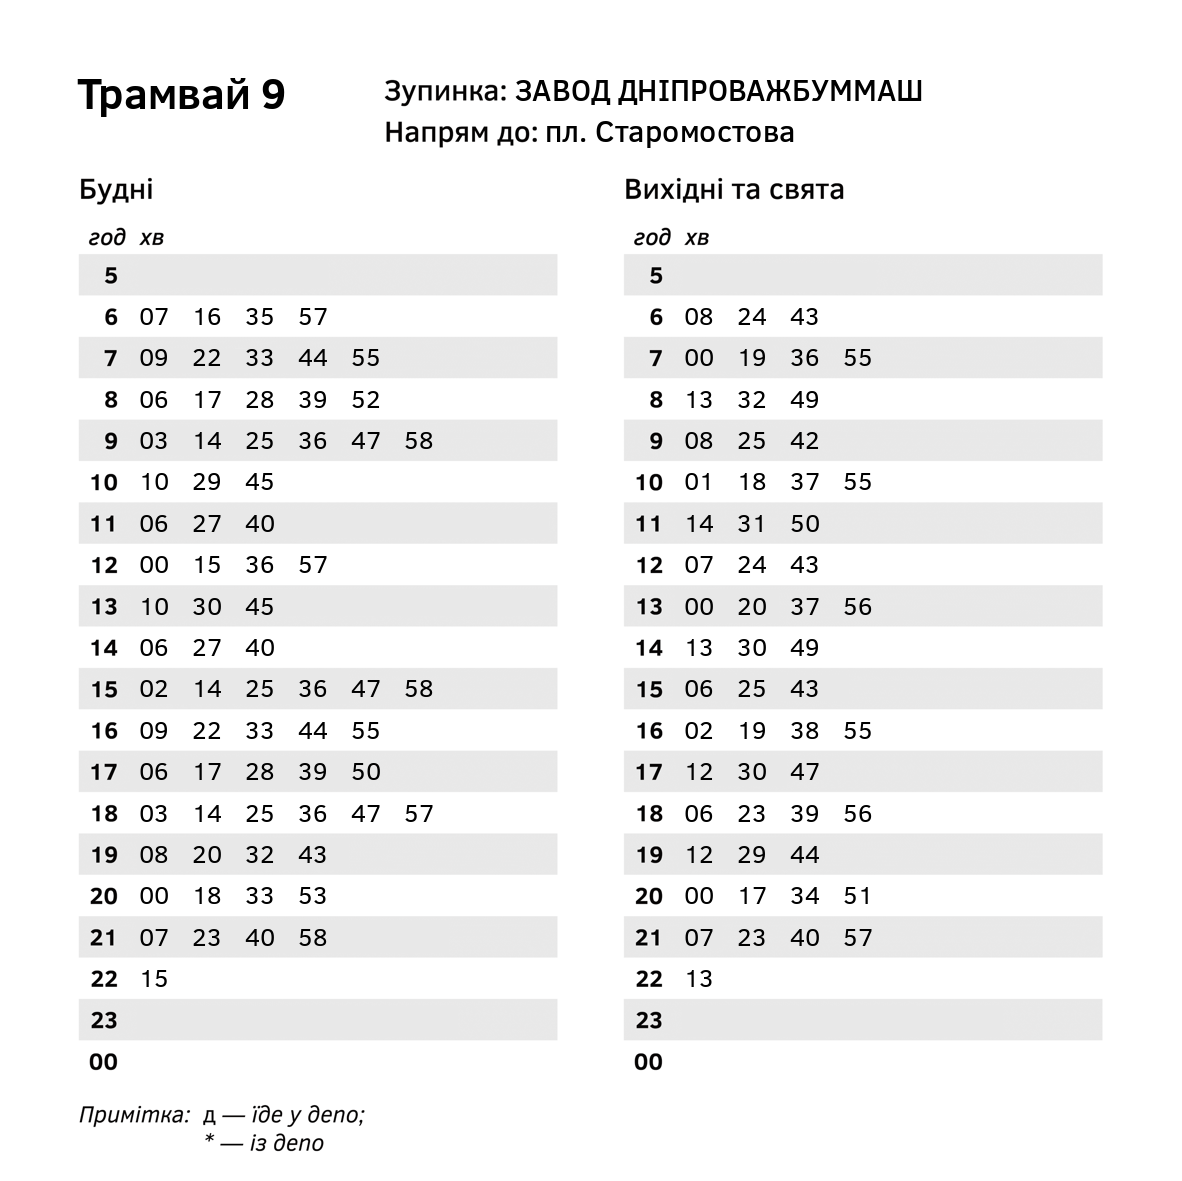 Трамвай 9
Зупинка: ЗАВОД ДНІПРОВАЖБУММАШ
Напрям до: пл. Старомостова
Будні
год хв
5
6 07 16 35 57
7 09 22 33 44 55
8 06 17 28 39 52
9 03 14 25 36 47 58
10 10 29 45
11 06 27 40
12 00 15 36 57
13 10 30 45
14 06 27 40
15 02 14 25 36 47 58
16 09 22 33 44 55
17 06 17 28 39 50
18 03 14 25 36 47 57
19 08 20 32 43
20 00 18 33 53
21 07 23 40 58
22 15
23
00
Вихідні та свята
год хв
5
6 08 24 43
7 00 19 36 55
8 13 32 49
9 08 25 42
10 01 18 37 55
11 14 31 50
12 07 24 43
13 00 20 37 56
14 13 30 49
15 06 25 43
16 02 19 38 55
17 12 30 47
18 06 23 39 56
19 12 29 44
20 00 17 34 51
21 07 23 40 57
22 13
23
00
Примітка: д — їде у депо;
* — із депо